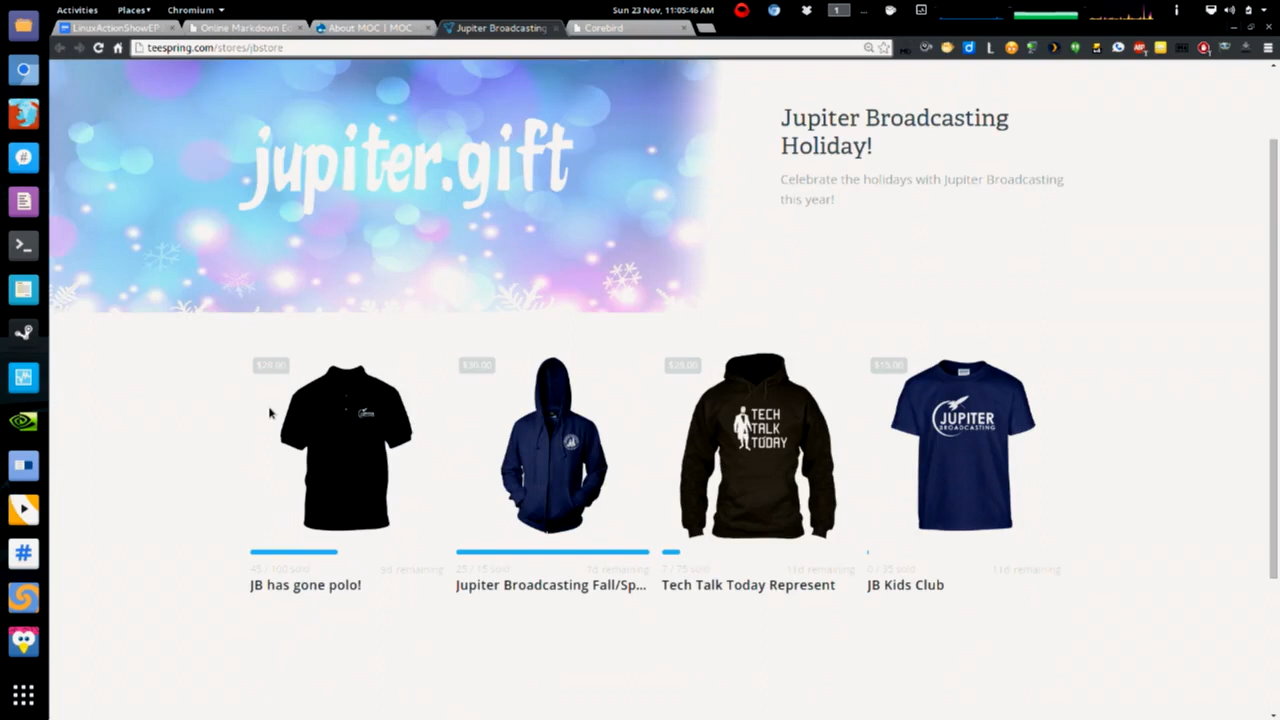 Activities Places Chromium Sun 23 Nov, 11:05:46 AM 1 ...
LinuxActionShowEP Online Markdown Ed About MOC | MOC Jupiter Broadcasting Corebird
teespring.com/stores/jbstore
jupiter.gift
Jupiter Broadcasting
Holiday!
Celebrate the holidays with Jupiter Broadcasting
this year!
$28.00 $36.00 $28.00 $15.00
TECH
TALK
TODAY
JUPITER
BROADCASTING
45 / 100 sold 9d remaining 25 / 15 sold 7d remaining 7 / 75 sold 11d remaining 0 / 35 sold 11d remaining
JB has gone polo! Jupiter Broadcasting Fall/Sp... Tech Talk Today Represent JB Kids Club